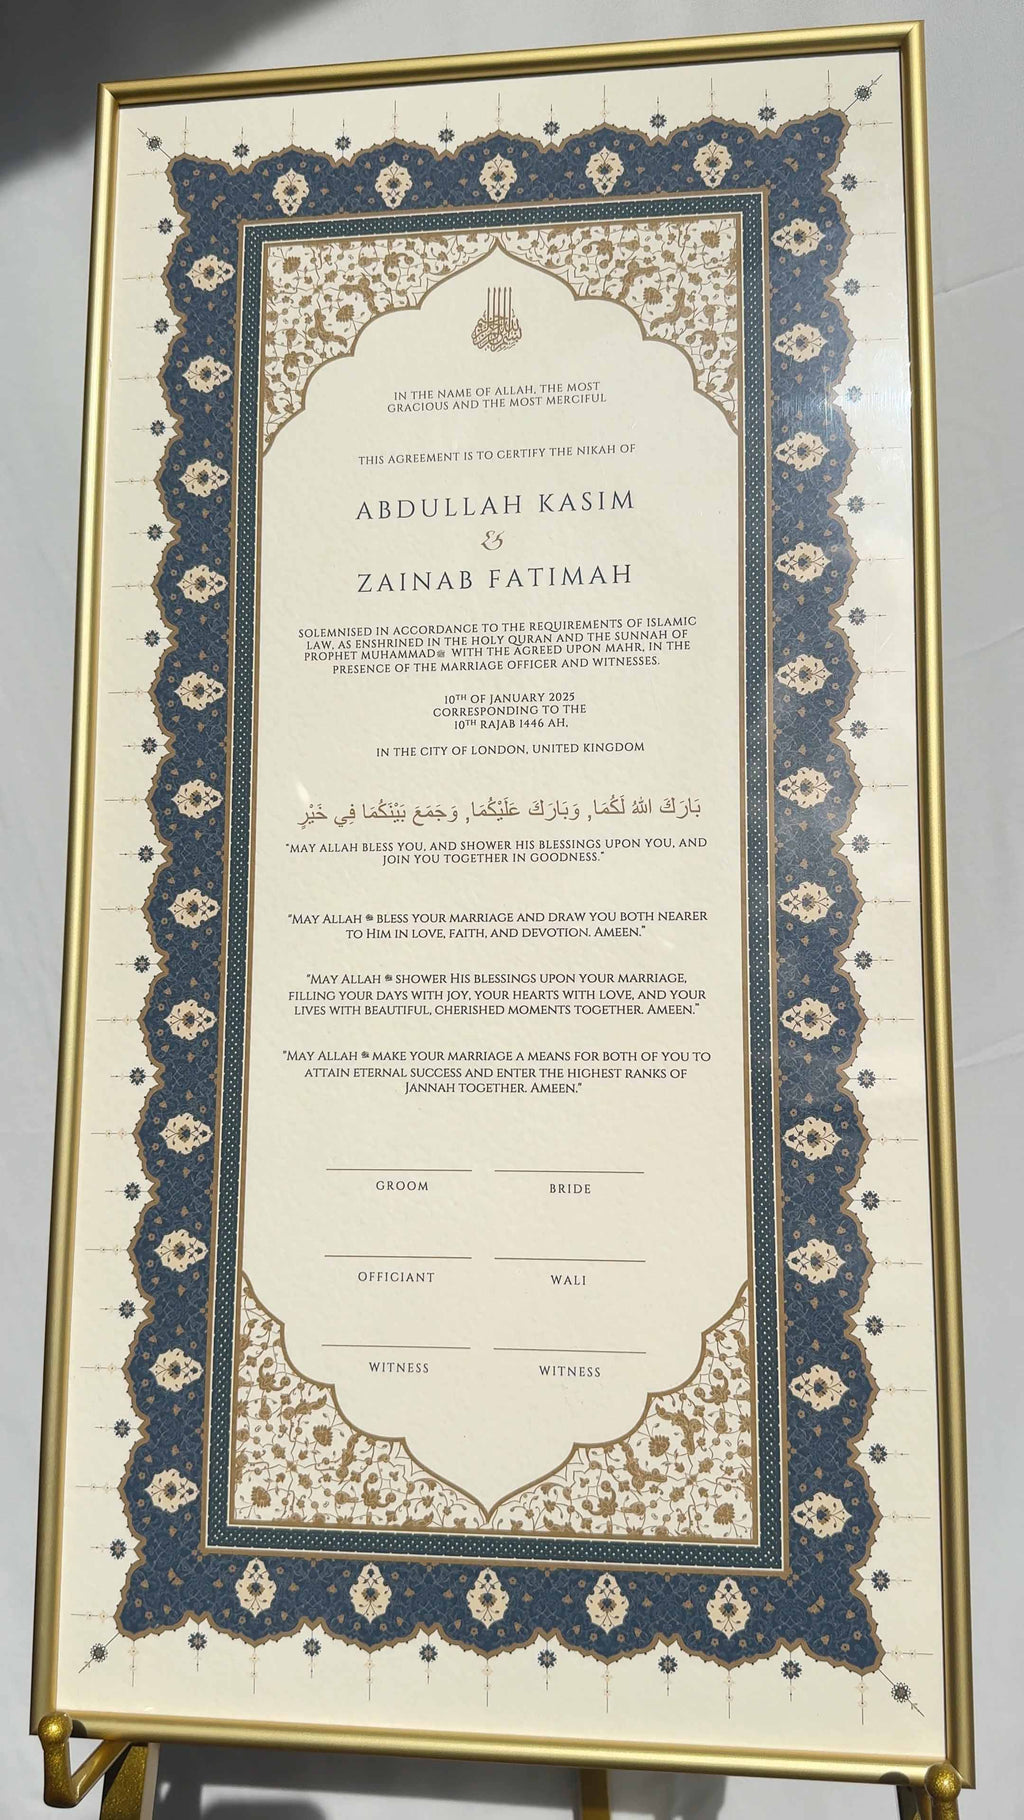 بسم الله الرحمن الرحيم
IN THE NAME OF ALLAH, THE MOST
GRACIOUS AND THE MOST MERCIFUL
THIS AGREEMENT IS TO CERTIFY THE NIKAH OF
ABDULLAH KASIM
&
ZAINAB FATIMAH
SOLEMNISED IN ACCORDANCE TO THE REQUIREMENTS OF ISLAMIC
LAW, AS ENSHRINED IN THE HOLY QURAN AND THE SUNNAH OF
PROPHET MUHAMMADﷺ WITH THE AGREED UPON MAHR, IN THE
PRESENCE OF THE MARRIAGE OFFICER AND WITNESSES.
10TH OF JANUARY 2025
CORRESPONDING TO THE
10TH RAJAB 1446 AH,
IN THE CITY OF LONDON, UNITED KINGDOM
بَارَكَ اللهُ لَكُمَا, وَبَارَكَ عَلَيْكُمَا, وَجَمَعَ بَيْنَكُمَا فِي خَيْرٍ
"MAY ALLAH BLESS YOU, AND SHOWER HIS BLESSINGS UPON YOU, AND
JOIN YOU TOGETHER IN GOODNESS."
"MAY ALLAH BLESS YOUR MARRIAGE AND DRAW YOU BOTH NEARER
TO HIM IN LOVE, FAITH, AND DEVOTION. AMEEN."
"MAY ALLAH SHOWER HIS BLESSINGS UPON YOUR MARRIAGE,
FILLING YOUR DAYS WITH JOY, YOUR HEARTS WITH LOVE, AND YOUR
LIVES WITH BEAUTIFUL, CHERISHED MOMENTS TOGETHER. AMEEN."
"MAY ALLAH MAKE YOUR MARRIAGE A MEANS FOR BOTH OF YOU TO
ATTAIN ETERNAL SUCCESS AND ENTER THE HIGHEST RANKS OF
JANNAH TOGETHER. AMEEN."
GROOM BRIDE
OFFICIANT WALI
WITNESS WITNESS